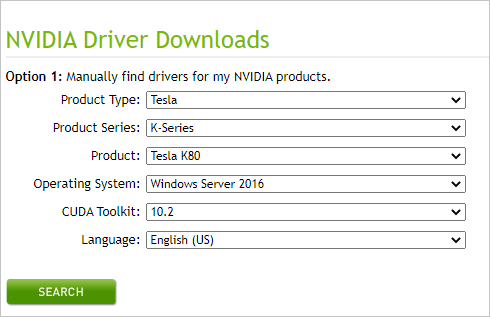 NVIDIA Driver Downloads
Option 1: Manually find drivers for my NVIDIA products.
Product Type: Tesla
Product Series: K-Series
Product: Tesla K80
Operating System: Windows Server 2016
CUDA Toolkit: 10.2
Language: English (US)
SEARCH